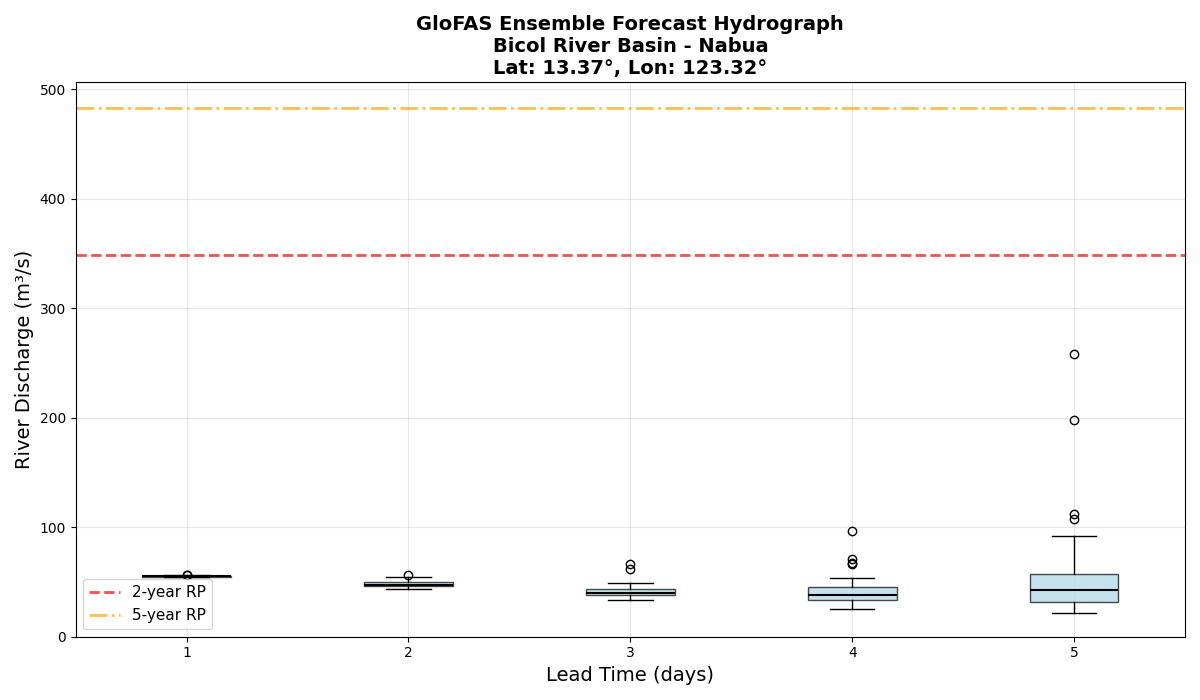 GloFAS Ensemble Forecast Hydrograph
Bicol River Basin - Nabua
Lat: 13.37°, Lon: 123.32°
River Discharge (m³/s)
500
400
300
200
100
0
2-year RP
5-year RP
1
2
3
4
5
Lead Time (days)